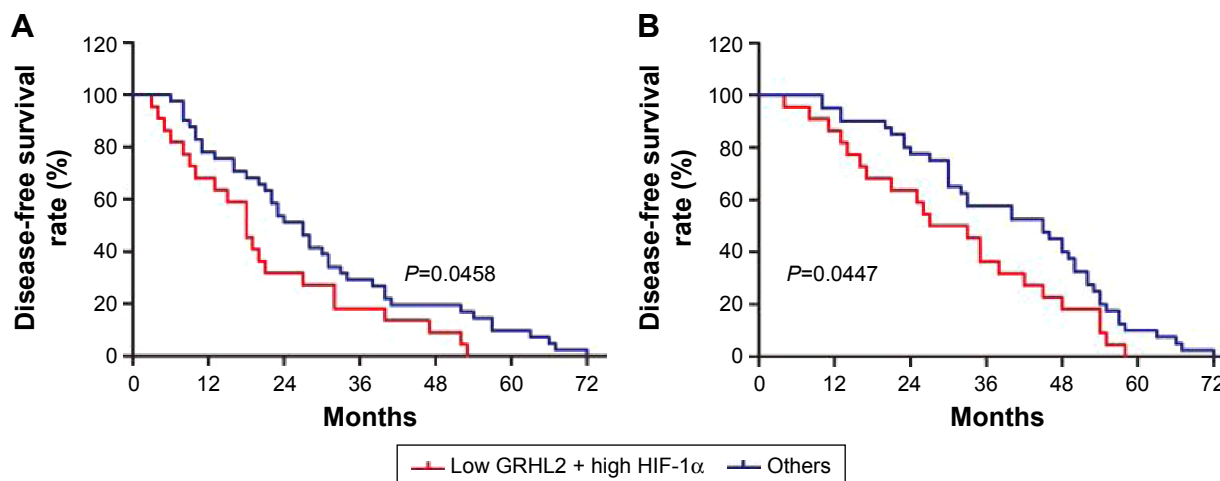 A
Disease-free survival
rate (%)
120
100
80
60
40
20
0
P=0.0458
0 12 24 36 48 60 72
Months
B
Disease-free survival
rate (%)
120
100
80
60
40
20
0
P=0.0447
0 12 24 36 48 60 72
Months
Low GRHL2 + high HIF-1α Others